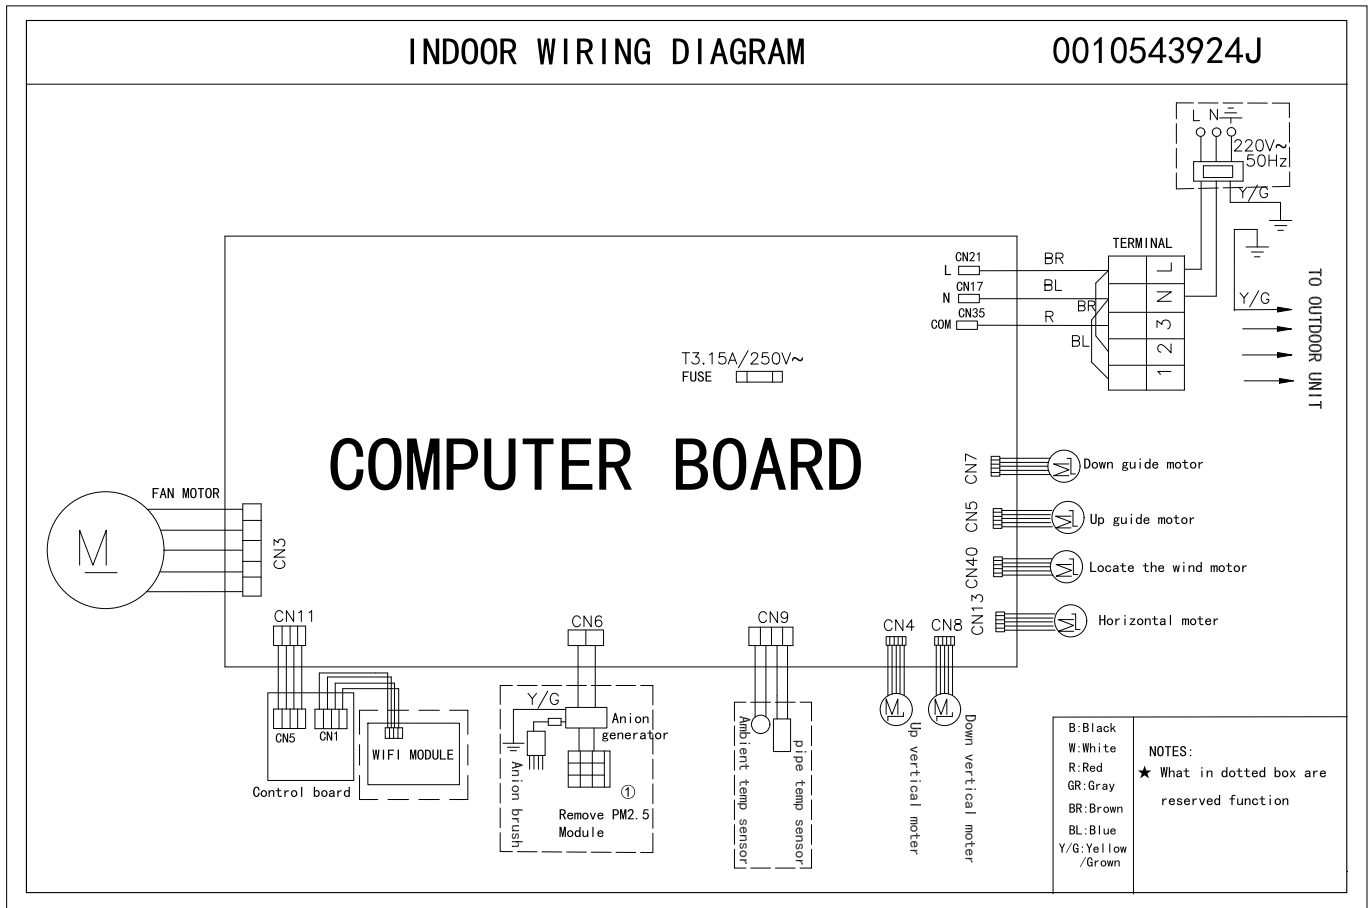 INDOOR WIRING DIAGRAM
0010543924J
L N
220V~
50Hz
Y/G
TERMINAL
CN21
L
BR
L
CN17
N
BL
N
BR
CN35
COM
R
3
BL
2
1
Y/G
TO OUTDOOR UNIT
T3.15A/250V~
FUSE
COMPUTER BOARD
FAN MOTOR
M
CN3
CN7
M
Down guide motor
CN5
M
Up guide motor
CN40
M
Locate the wind motor
CN13
M
Horizontal moter
CN11
CN5
CN1
WIFI MODULE
Control board
CN6
Y/G
Anion
generator
Anion brush
①
Remove PM2.5
Module
CN9
Ambient temp sensor
pipe temp sensor
CN4
M
Up vertical moter
CN8
M
Down vertical moter
B:Black
W:White
R:Red
GR:Gray
BR:Brown
BL:Blue
Y/G:Yellow
/Grown
NOTES:
★ What in dotted box are
reserved function